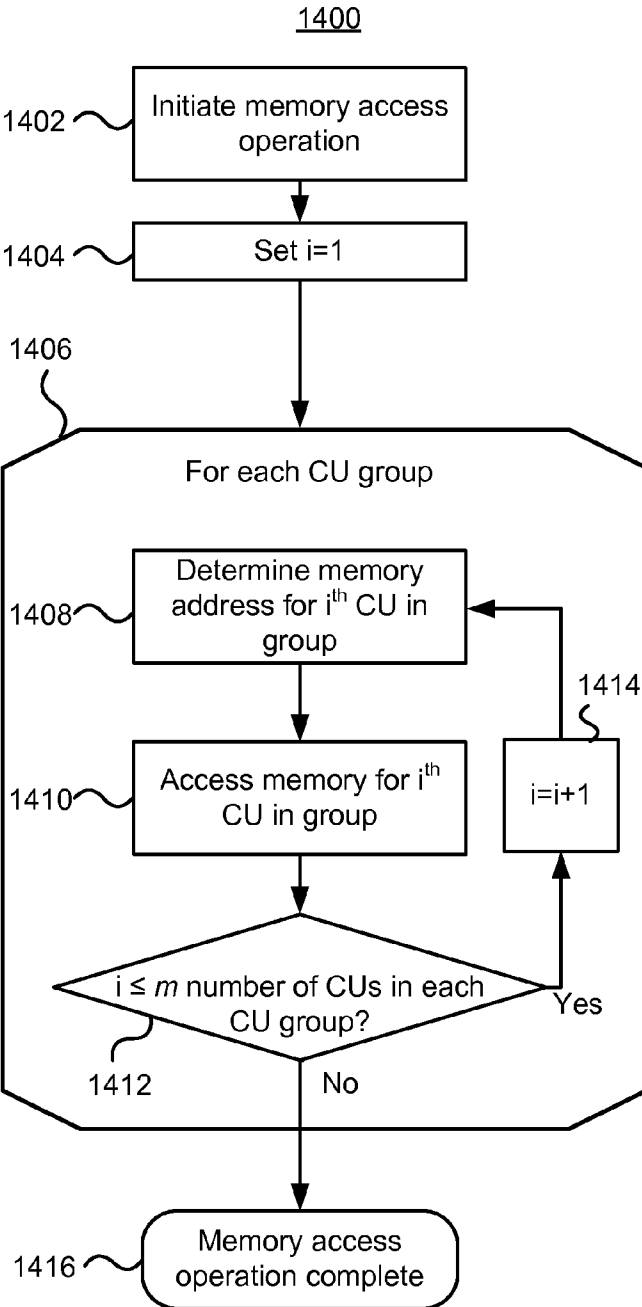 1400
1402
Initiate memory access
operation
1404
Set i=1
1406
For each CU group
1408
Determine memory
address for iᵗʰ CU in
group
1414
i=i+1
1410
Access memory for iᵗʰ
CU in group
i ≤ m number of CUs in each
CU group?
Yes
1412
No
1416
Memory access
operation complete